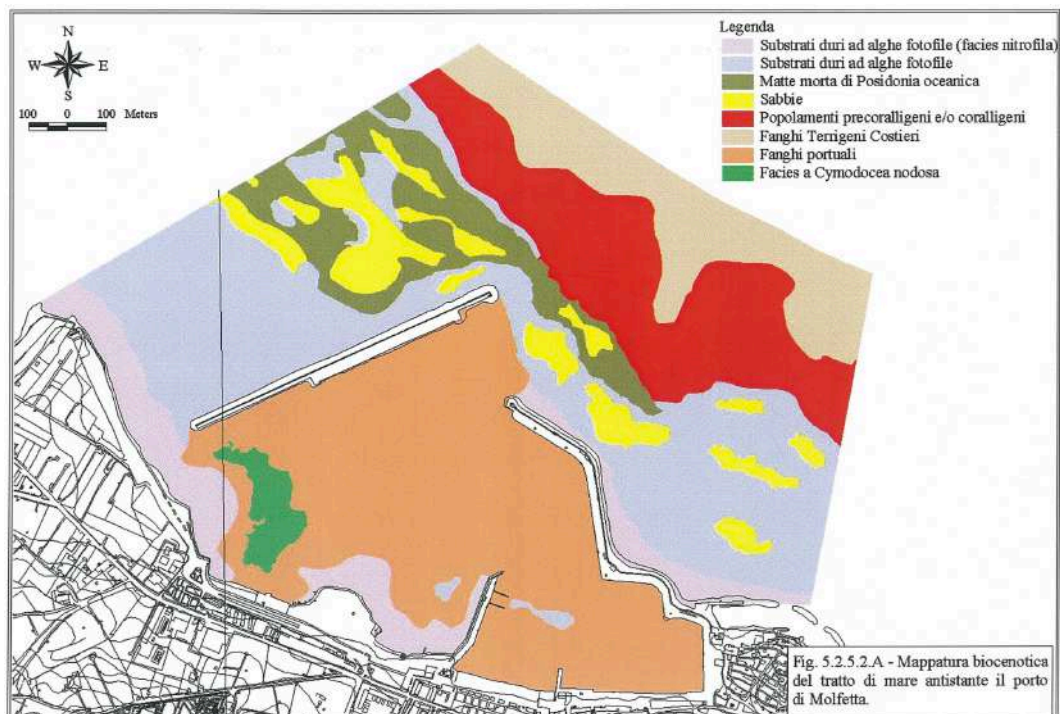 N
W E
S
100 0 100 Meters
Legenda
Substrati duri ad alghe fotofile (facies nitrofila)
Substrati duri ad alghe fotofile
Matte morta di Posidonia oceanica
Sabbie
Popolamenti precoralligeni e/o coralligeni
Fanghi Terrigeni Costieri
Fanghi portuali
Facies a Cymodocea nodosa
Fig. 5.2.5.2.A - Mappatura biocenotica
del tratto di mare antistante il porto
di Molfetta.